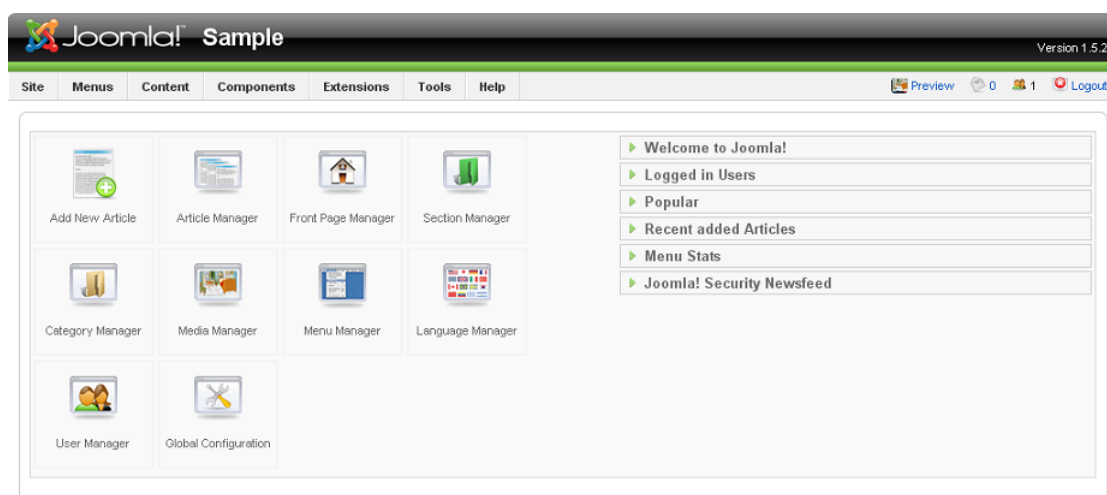 Joomla!™ Sample
Version 1.5.2
Site Menus Content Components Extensions Tools Help Preview 0 1 Logout
Add New Article Article Manager Front Page Manager Section Manager
Category Manager Media Manager Menu Manager Language Manager
User Manager Global Configuration
Welcome to Joomla!
Logged in Users
Popular
Recent added Articles
Menu Stats
Joomla! Security Newsfeed